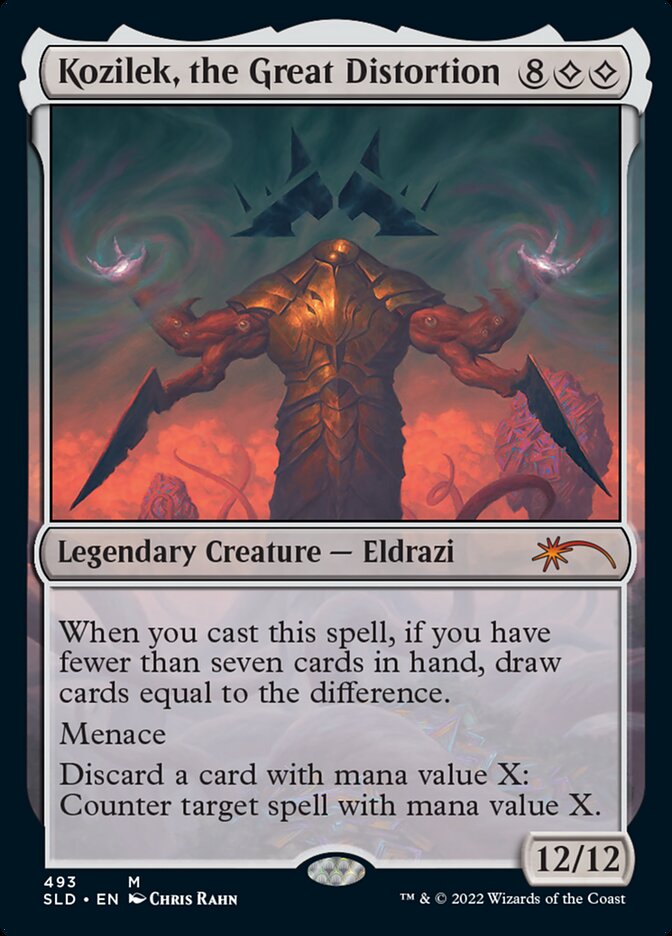 Kozilek, the Great Distortion 8◇◇
Legendary Creature — Eldrazi
When you cast this spell, if you have
fewer than seven cards in hand, draw
cards equal to the difference.
Menace
Discard a card with mana value X:
Counter target spell with mana value X.
12/12
493 M
SLD • EN Chris Rahn
™ & © 2022 Wizards of the Coast